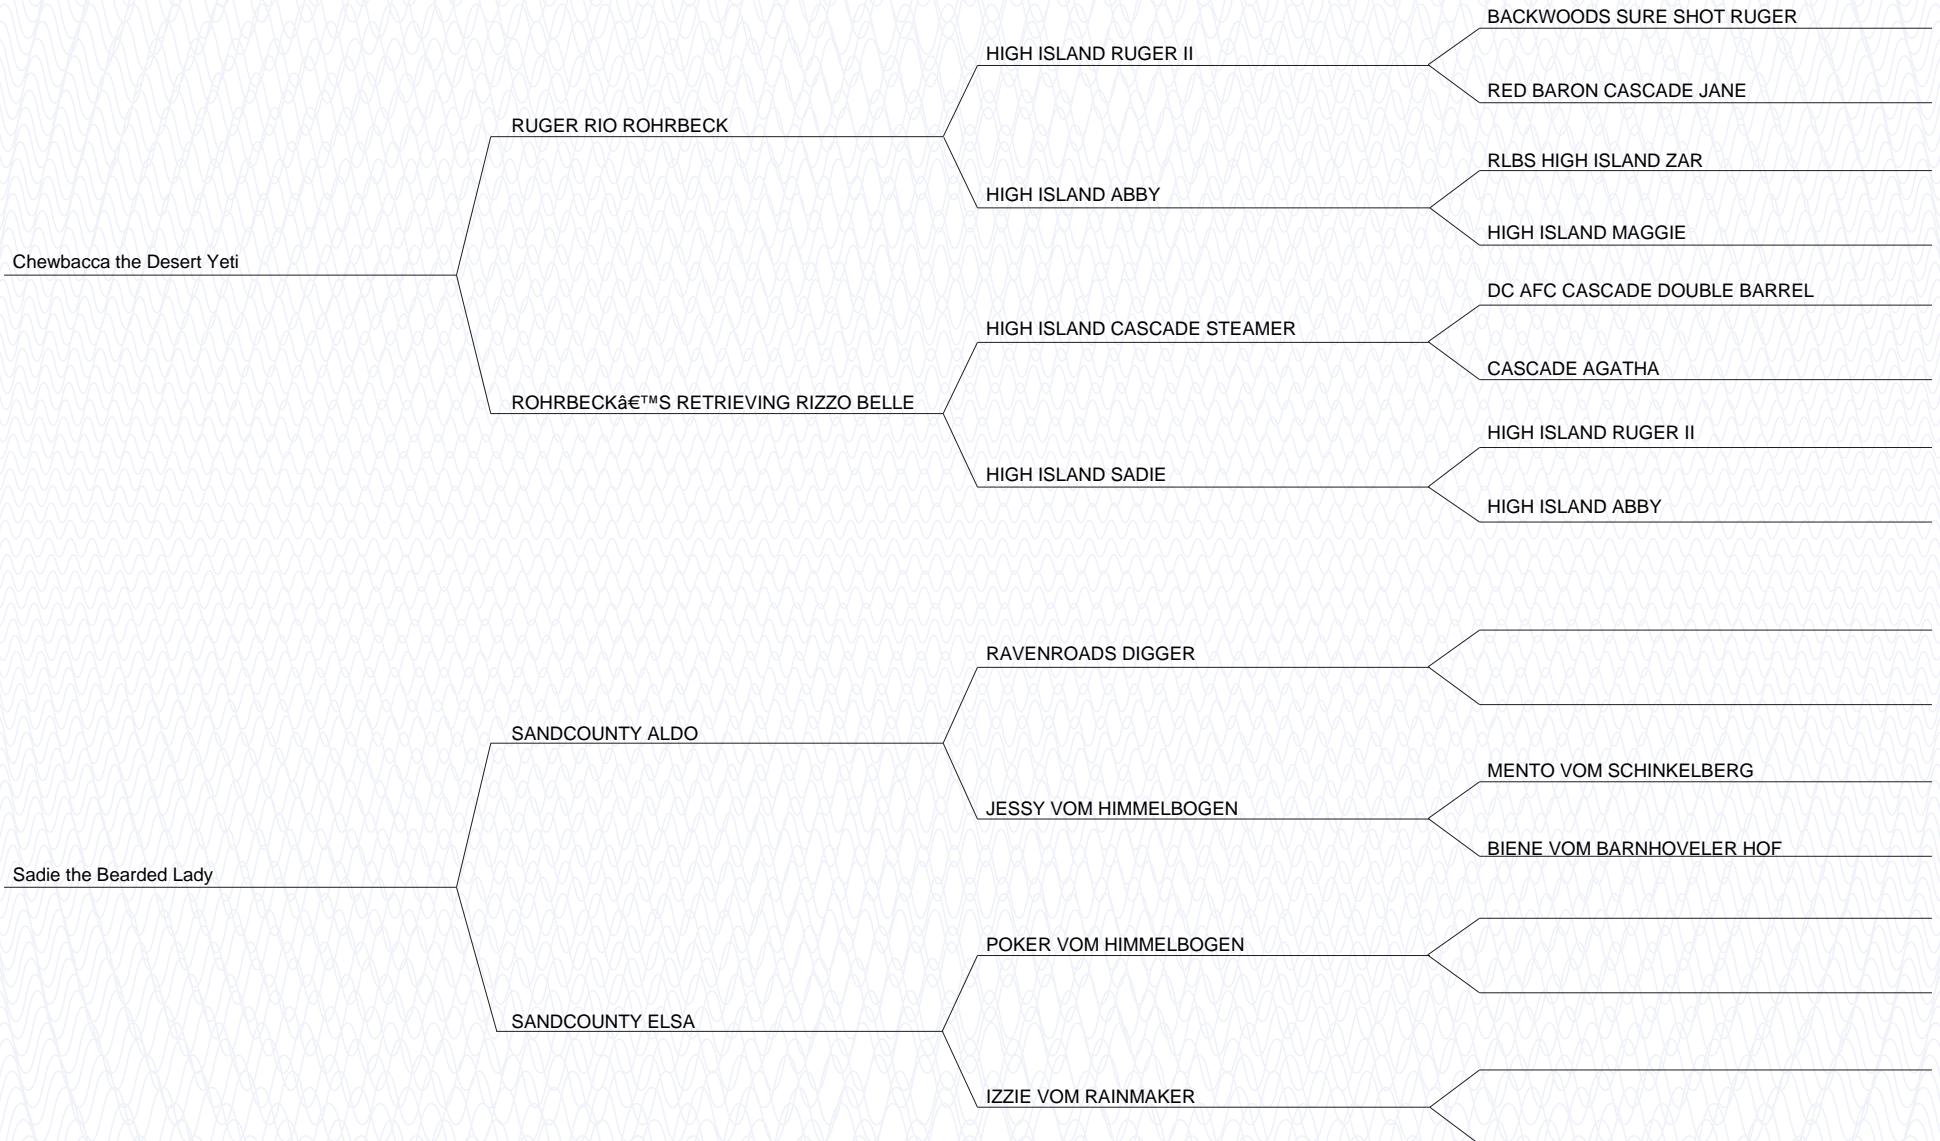 BACKWOODS SURE SHOT RUGER
HIGH ISLAND RUGER II
RED BARON CASCADE JANE
RUGER RIO ROHRBECK
RLBS HIGH ISLAND ZAR
HIGH ISLAND ABBY
HIGH ISLAND MAGGIE
Chewbacca the Desert Yeti
DC AFC CASCADE DOUBLE BARREL
HIGH ISLAND CASCADE STEAMER
CASCADE AGATHA
ROHRBECKâ€™S RETRIEVING RIZZO BELLE
HIGH ISLAND RUGER II
HIGH ISLAND SADIE
HIGH ISLAND ABBY
RAVENROADS DIGGER
SANDCOUNTY ALDO
MENTO VOM SCHINKELBERG
JESSY VOM HIMMELBOGEN
BIENE VOM BARNHOVELER HOF
Sadie the Bearded Lady
POKER VOM HIMMELBOGEN
SANDCOUNTY ELSA
IZZIE VOM RAINMAKER